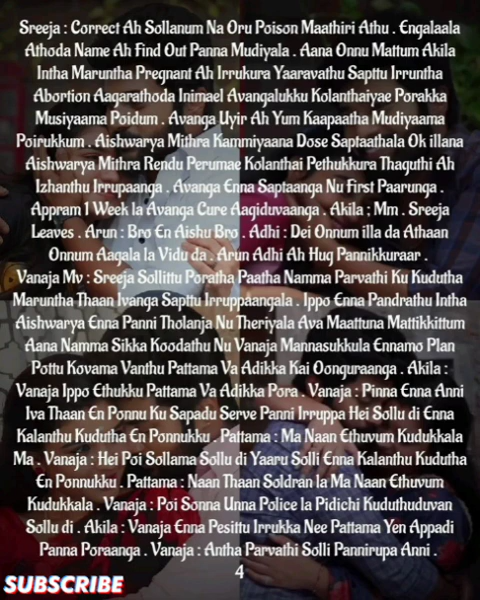 Sreeja : Correct Ah Sollanum Na Oru Poison Maathiri Athu . Engalaala
Athoda Name Ah Find Out Panna Mudiyala . Aana Onnu Mattum Akila
Intha Maruntha Pregnant Ah Irrukura Yaaravathu Sapttu Irruntha
Abortion Aagarathoda Inimael Avangalukku Kolanthaiyae Porakka
Musiyaama Poidum . Avanga Uyir Ah Yum Kaapaatha Mudiyaama
Poirukkum . Aishwarya Mithra Kammiyaana Dose Saptaathala Ok illana
Aishwarya Mithra Rendu Perumae Kolanthai Pethukkura Thaguthi Ah
Izhanthu Irrupaanga . Avanga Enna Saptaanga Nu First Paarunga .
Appram 1 Week la Avanga Cure Aagiduvaanga . Akila ; Mm . Sreeja
Leaves . Arun : Bro En Aishu Bro . Adhi : Dei Onnum illa da Athaan
Onnum Aagala la Vidu da . Arun Adhi Ah Hug Pannikkuraar .
Vanaja Mv : Sreeja Sollittu Poratha Paatha Namma Parvathi Ku Kudutha
Maruntha Thaan Ivanga Sapttu Irruppaangala . Ippo Enna Pandrathu Intha
Aishwarya Enna Panni Tholanja Nu Theriyala Ava Maattuna Mattikkittum
Aana Namma Sikka Koodathu Nu Vanaja Mannasukkula Ennamo Plan
Pottu Kovama Vanthu Pattama Va Adikka Kai Oonguraanga . Akila :
Vanaja Ippo Ethukku Pattama Va Adikka Pora . Vanaja : Pinna Enna Anni
Iva Thaan En Ponnu Ku Sapadu Serve Panni Irruppa Hei Sollu di Enna
Kalanthu Kudutha En Ponnukku . Pattama : Ma Naan Ethuvum Kudukkala
Ma . Vanaja : Hei Poi Sollama Sollu di Yaaru Solli Enna Kalanthu Kudutha
En Ponnukku . Pattama : Naan Thaan Soldran la Ma Naan Ethuvum
Kudukkala . Vanaja : Poi Sonna Unna Police la Pidichi Kuduthuduvan
Sollu di . Akila : Vanaja Enna Pesittu Irrukka Nee Pattama Yen Appadi
Panna Poraanga . Vanaja : Antha Parvathi Solli Pannirupa Anni .
4
SUBSCRIBE